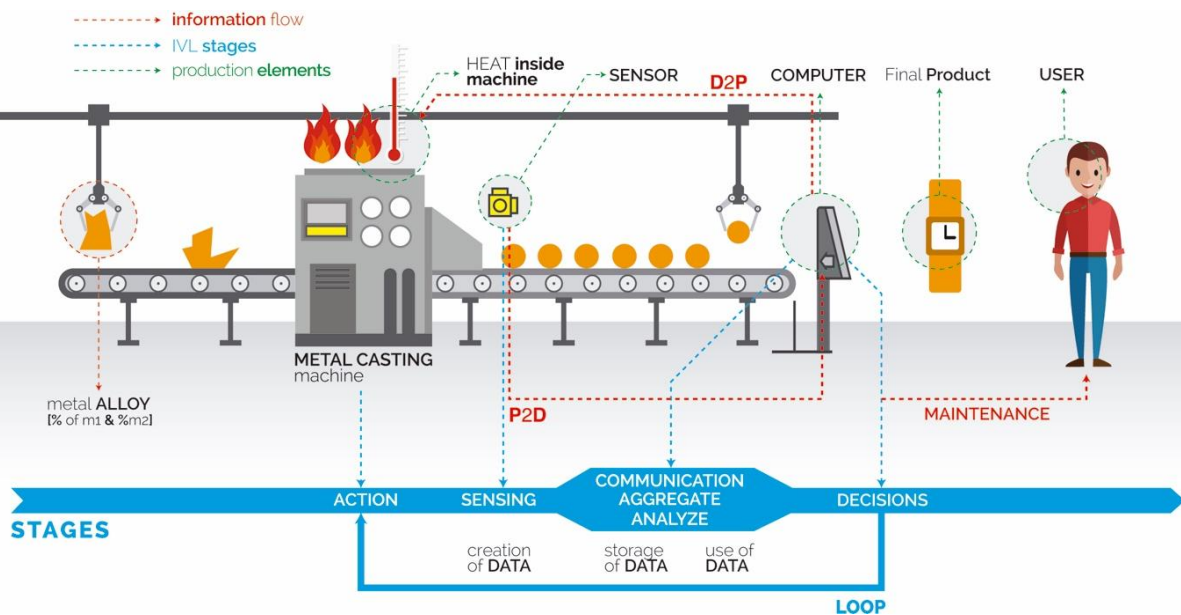 information flow
IVL stages
production elements
HEAT inside
machine
SENSOR
D2P
COMPUTER
Final Product
USER
METAL CASTING
machine
metal ALLOY
[% of m1 & %m2]
P2D
MAINTENANCE
STAGES
ACTION
SENSING
COMMUNICATION
AGGREGATE
ANALYZE
DECISIONS
creation
of DATA
storage
of DATA
use of
DATA
LOOP